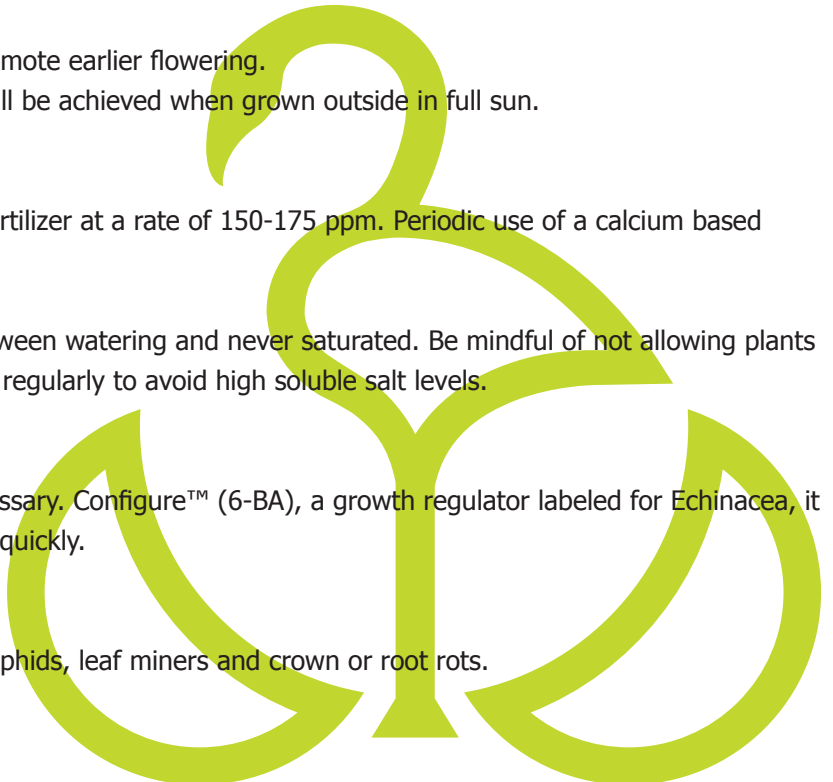 mote earlier flowering.
ll be achieved when grown outside in full sun.
rtilizer at a rate of 150-175 ppm. Periodic use of a calcium based
ween watering and never saturated. Be mindful of not allowing plants
regularly to avoid high soluble salt levels.
ssary. Configure™ (6-BA), a growth regulator labeled for Echinacea, it
quickly.
phids, leaf miners and crown or root rots.